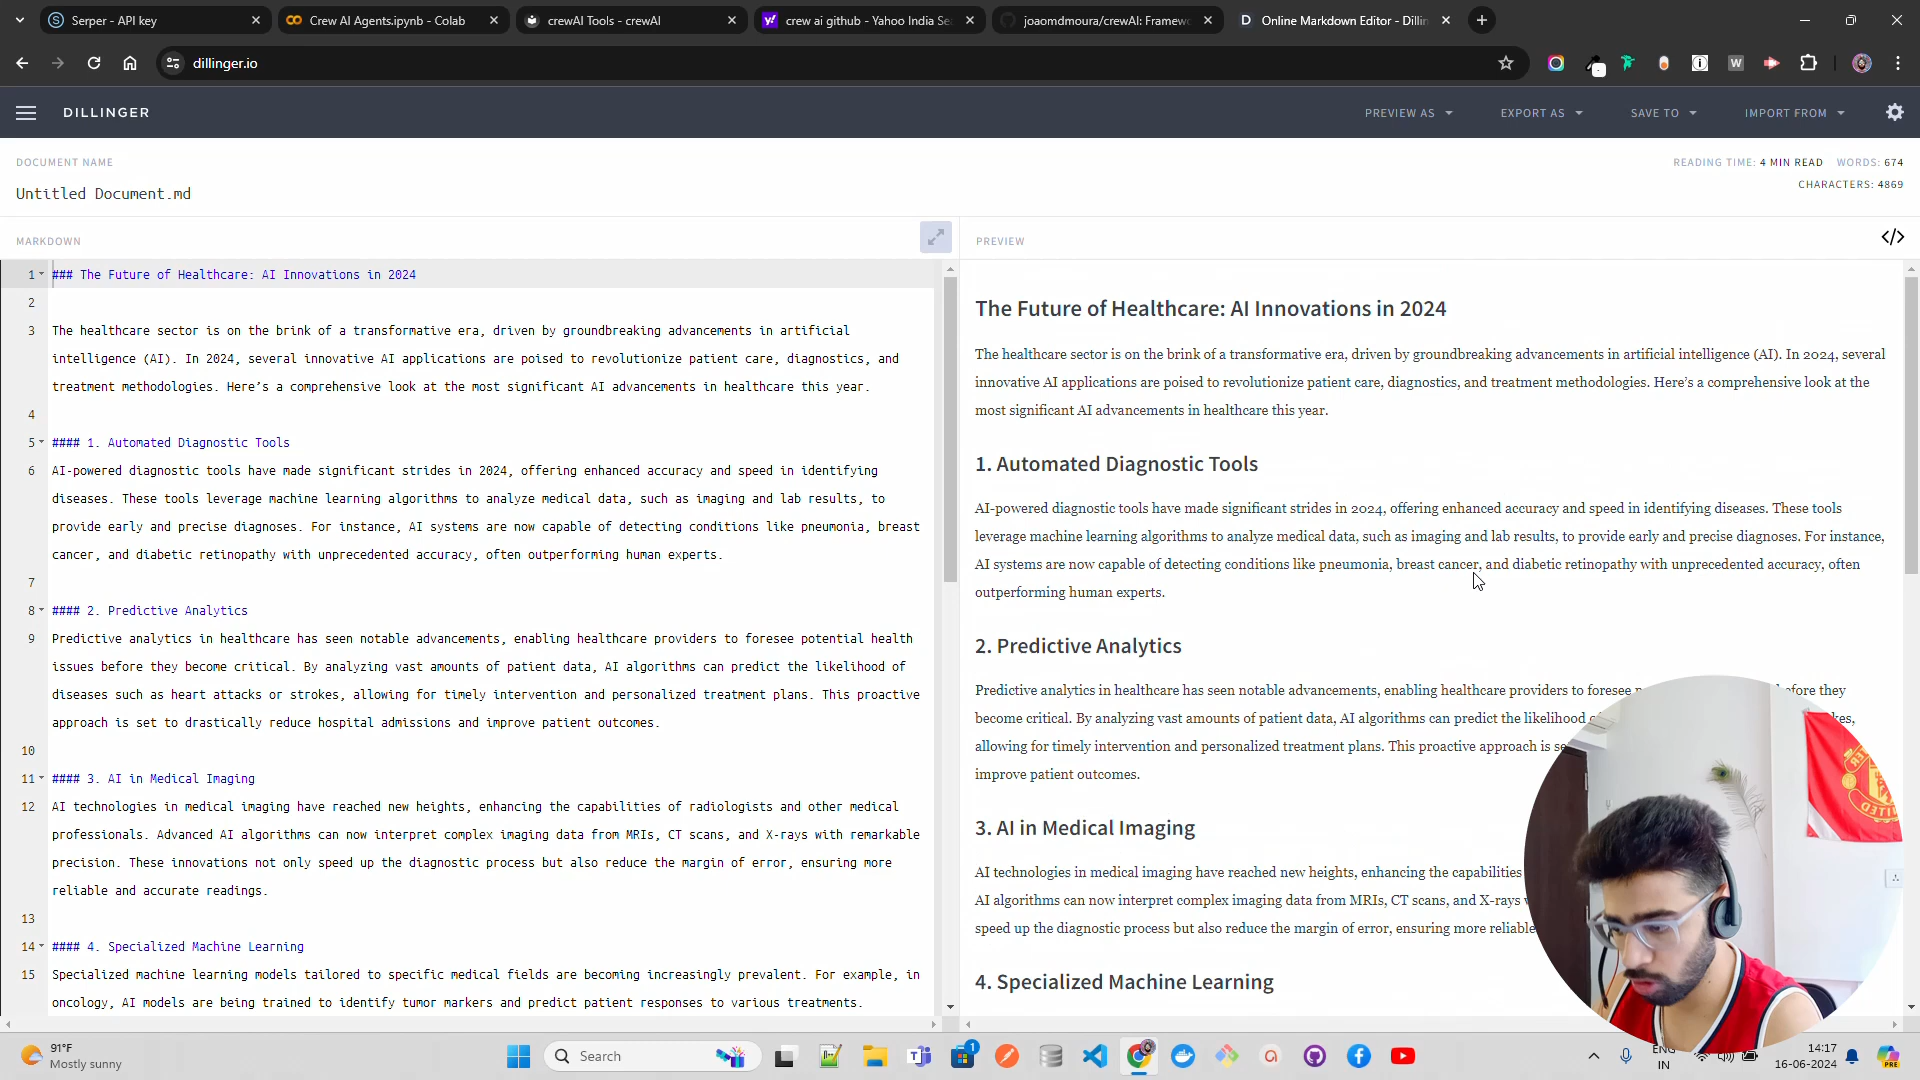 Serper - API key
Crew AI Agents.ipynb - Colab
crewAI Tools - crewAI
crew ai github - Yahoo India Se
joaomdmoura/crewAI: Framew
Online Markdown Editor - Dillin
dillinger.io
DILLINGER
PREVIEW AS
EXPORT AS
SAVE TO
IMPORT FROM
DOCUMENT NAME
Untitled Document.md
READING TIME: 4 MIN READ WORDS: 674
CHARACTERS: 4869
MARKDOWN
1 ### The Future of Healthcare: AI Innovations in 2024
2
3 The healthcare sector is on the brink of a transformative era, driven by groundbreaking advancements in artificial
intelligence (AI). In 2024, several innovative AI applications are poised to revolutionize patient care, diagnostics, and
treatment methodologies. Here's a comprehensive look at the most significant AI advancements in healthcare this year.
4
5 #### 1. Automated Diagnostic Tools
6 AI-powered diagnostic tools have made significant strides in 2024, offering enhanced accuracy and speed in identifying
diseases. These tools leverage machine learning algorithms to analyze medical data, such as imaging and lab results, to
provide early and precise diagnoses. For instance, AI systems are now capable of detecting conditions like pneumonia, breast
cancer, and diabetic retinopathy with unprecedented accuracy, often outperforming human experts.
7
8 #### 2. Predictive Analytics
9 Predictive analytics in healthcare has seen notable advancements, enabling healthcare providers to foresee potential health
issues before they become critical. By analyzing vast amounts of patient data, AI algorithms can predict the likelihood of
diseases such as heart attacks or strokes, allowing for timely intervention and personalized treatment plans. This proactive
approach is set to drastically reduce hospital admissions and improve patient outcomes.
10
11 #### 3. AI in Medical Imaging
12 AI technologies in medical imaging have reached new heights, enhancing the capabilities of radiologists and other medical
professionals. Advanced AI algorithms can now interpret complex imaging data from MRIs, CT scans, and X-rays with remarkable
precision. These innovations not only speed up the diagnostic process but also reduce the margin of error, ensuring more
reliable and accurate readings.
13
14 #### 4. Specialized Machine Learning
15 Specialized machine learning models tailored to specific medical fields are becoming increasingly prevalent. For example, in
oncology, AI models are being trained to identify tumor markers and predict patient responses to various treatments.
PREVIEW
</>
The Future of Healthcare: AI Innovations in 2024
The healthcare sector is on the brink of a transformative era, driven by groundbreaking advancements in artificial intelligence (AI). In 2024, several
innovative AI applications are poised to revolutionize patient care, diagnostics, and treatment methodologies. Here's a comprehensive look at the
most significant AI advancements in healthcare this year.
1. Automated Diagnostic Tools
AI-powered diagnostic tools have made significant strides in 2024, offering enhanced accuracy and speed in identifying diseases. These tools
leverage machine learning algorithms to analyze medical data, such as imaging and lab results, to provide early and precise diagnoses. For instance,
AI systems are now capable of detecting conditions like pneumonia, breast cancer, and diabetic retinopathy with unprecedented accuracy, often
outperforming human experts.
2. Predictive Analytics
Predictive analytics in healthcare has seen notable advancements, enabling healthcare providers to foresee efore they
become critical. By analyzing vast amounts of patient data, AI algorithms can predict the likelihood kes,
allowing for timely intervention and personalized treatment plans. This proactive approach is se
improve patient outcomes.
3. AI in Medical Imaging
AI technologies in medical imaging have reached new heights, enhancing the capabilities
AI algorithms can now interpret complex imaging data from MRIs, CT scans, and X-rays
speed up the diagnostic process but also reduce the margin of error, ensuring more reliable
4. Specialized Machine Learning
UNITED
91°F
Mostly sunny
Search
1
ENG
IN
14:17
16-06-2024
PRE